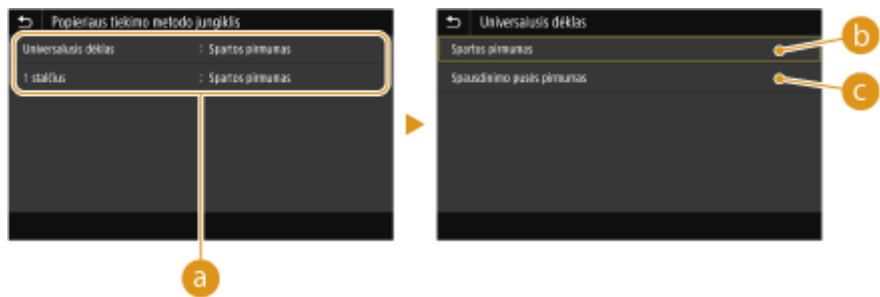 Popieriaus tiekimo metodo jungiklis
Universalusis dėklas : Spartos pirmumas
1 stalčius : Spartos pirmumas
a
Universalusis dėklas
Spartos pirmumas
Spausdinimo pusės pirmumas
b
c